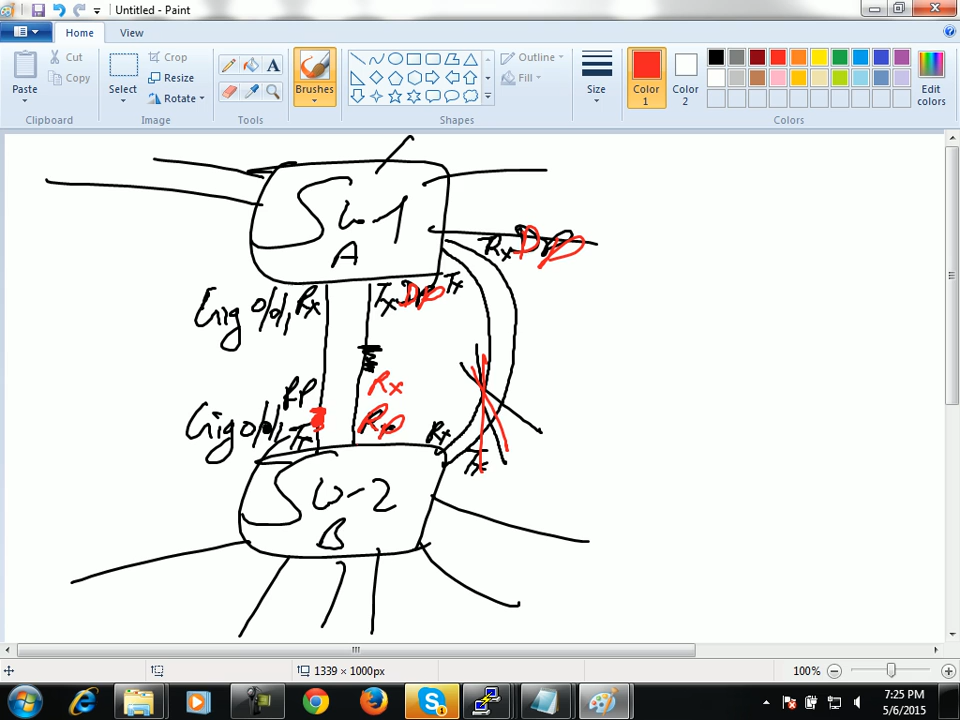 Untitled - Paint
Home
View
Paste
Cut
Copy
Clipboard
Select
Crop
Resize
Rotate
Image
Tools
Brushes
Shapes
Outline
Fill
Size
Color 1
Color 2
Colors
Edit colors
SW-1
A
Rx DP
Gig 0/0/1 Rx
Tx DP Tx
RP
Rx
Gig 0/0/1 Tx
RP
Rx
Tx
SW-2
B
1339 × 1000px
100%
7:25 PM
5/6/2015